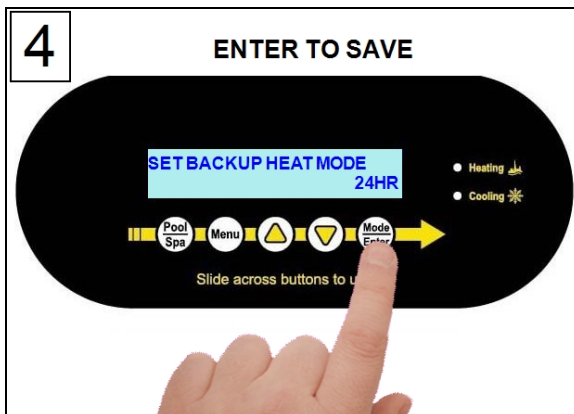 4
ENTER TO SAVE
SET BACKUP HEAT MODE
24HR
Heating
Cooling
Pool
Spa
Menu
Mode
Enter
Slide across buttons to